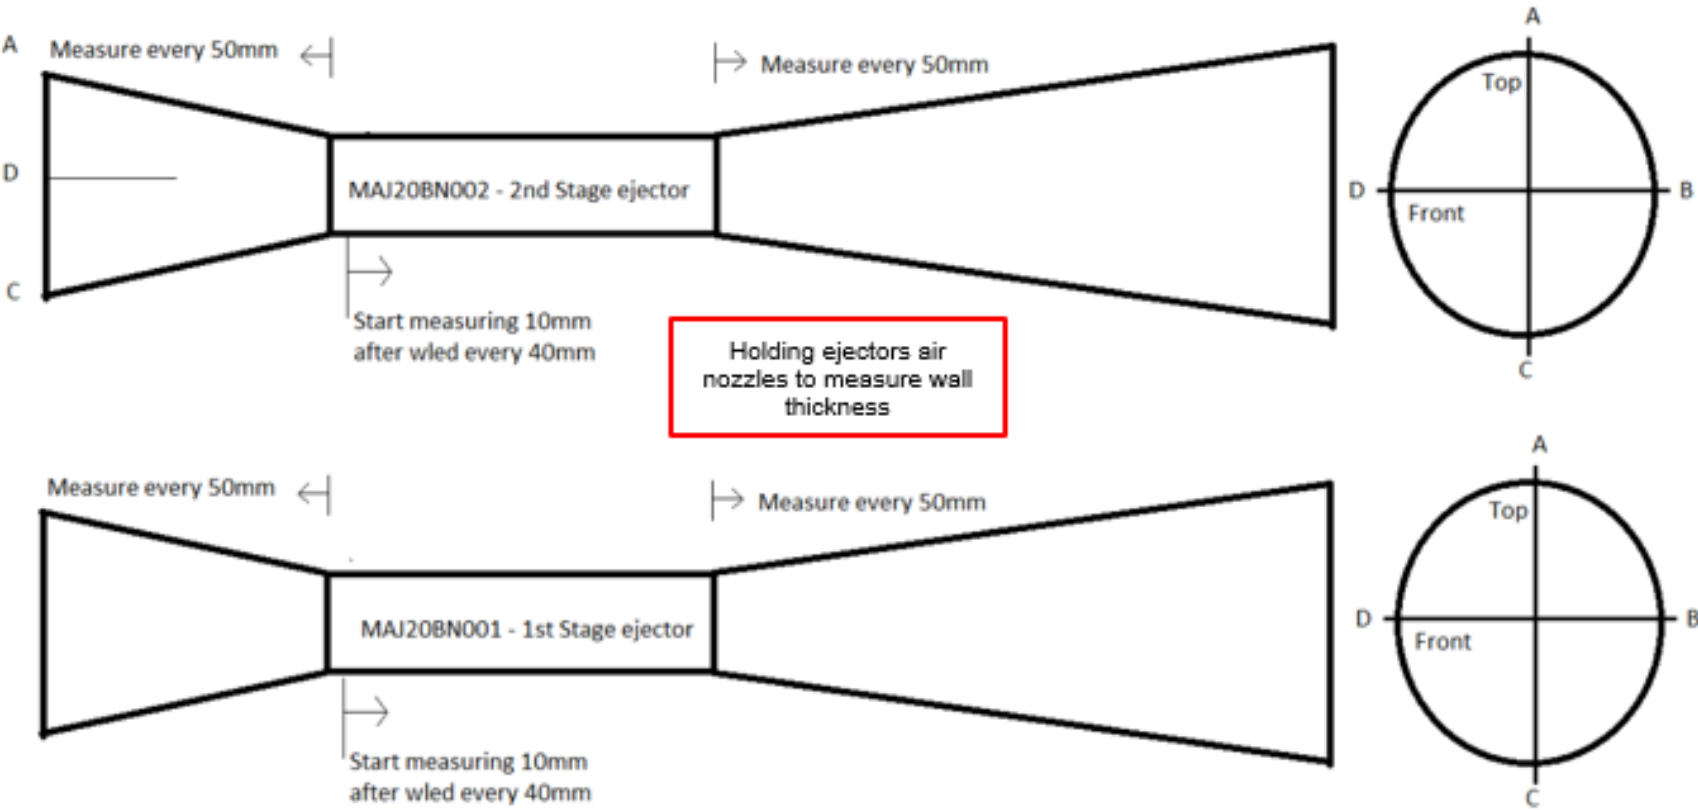 A
Measure every 50mm
Measure every 50mm
A
Top
D
MAJ20BN002 - 2nd Stage ejector
D
B
Front
C
Start measuring 10mm
after wled every 40mm
C
Holding ejectors air
nozzles to measure wall
thickness
A
Measure every 50mm
Measure every 50mm
Top
MAJ20BN001 - 1st Stage ejector
D
B
Front
Start measuring 10mm
after wled every 40mm
C